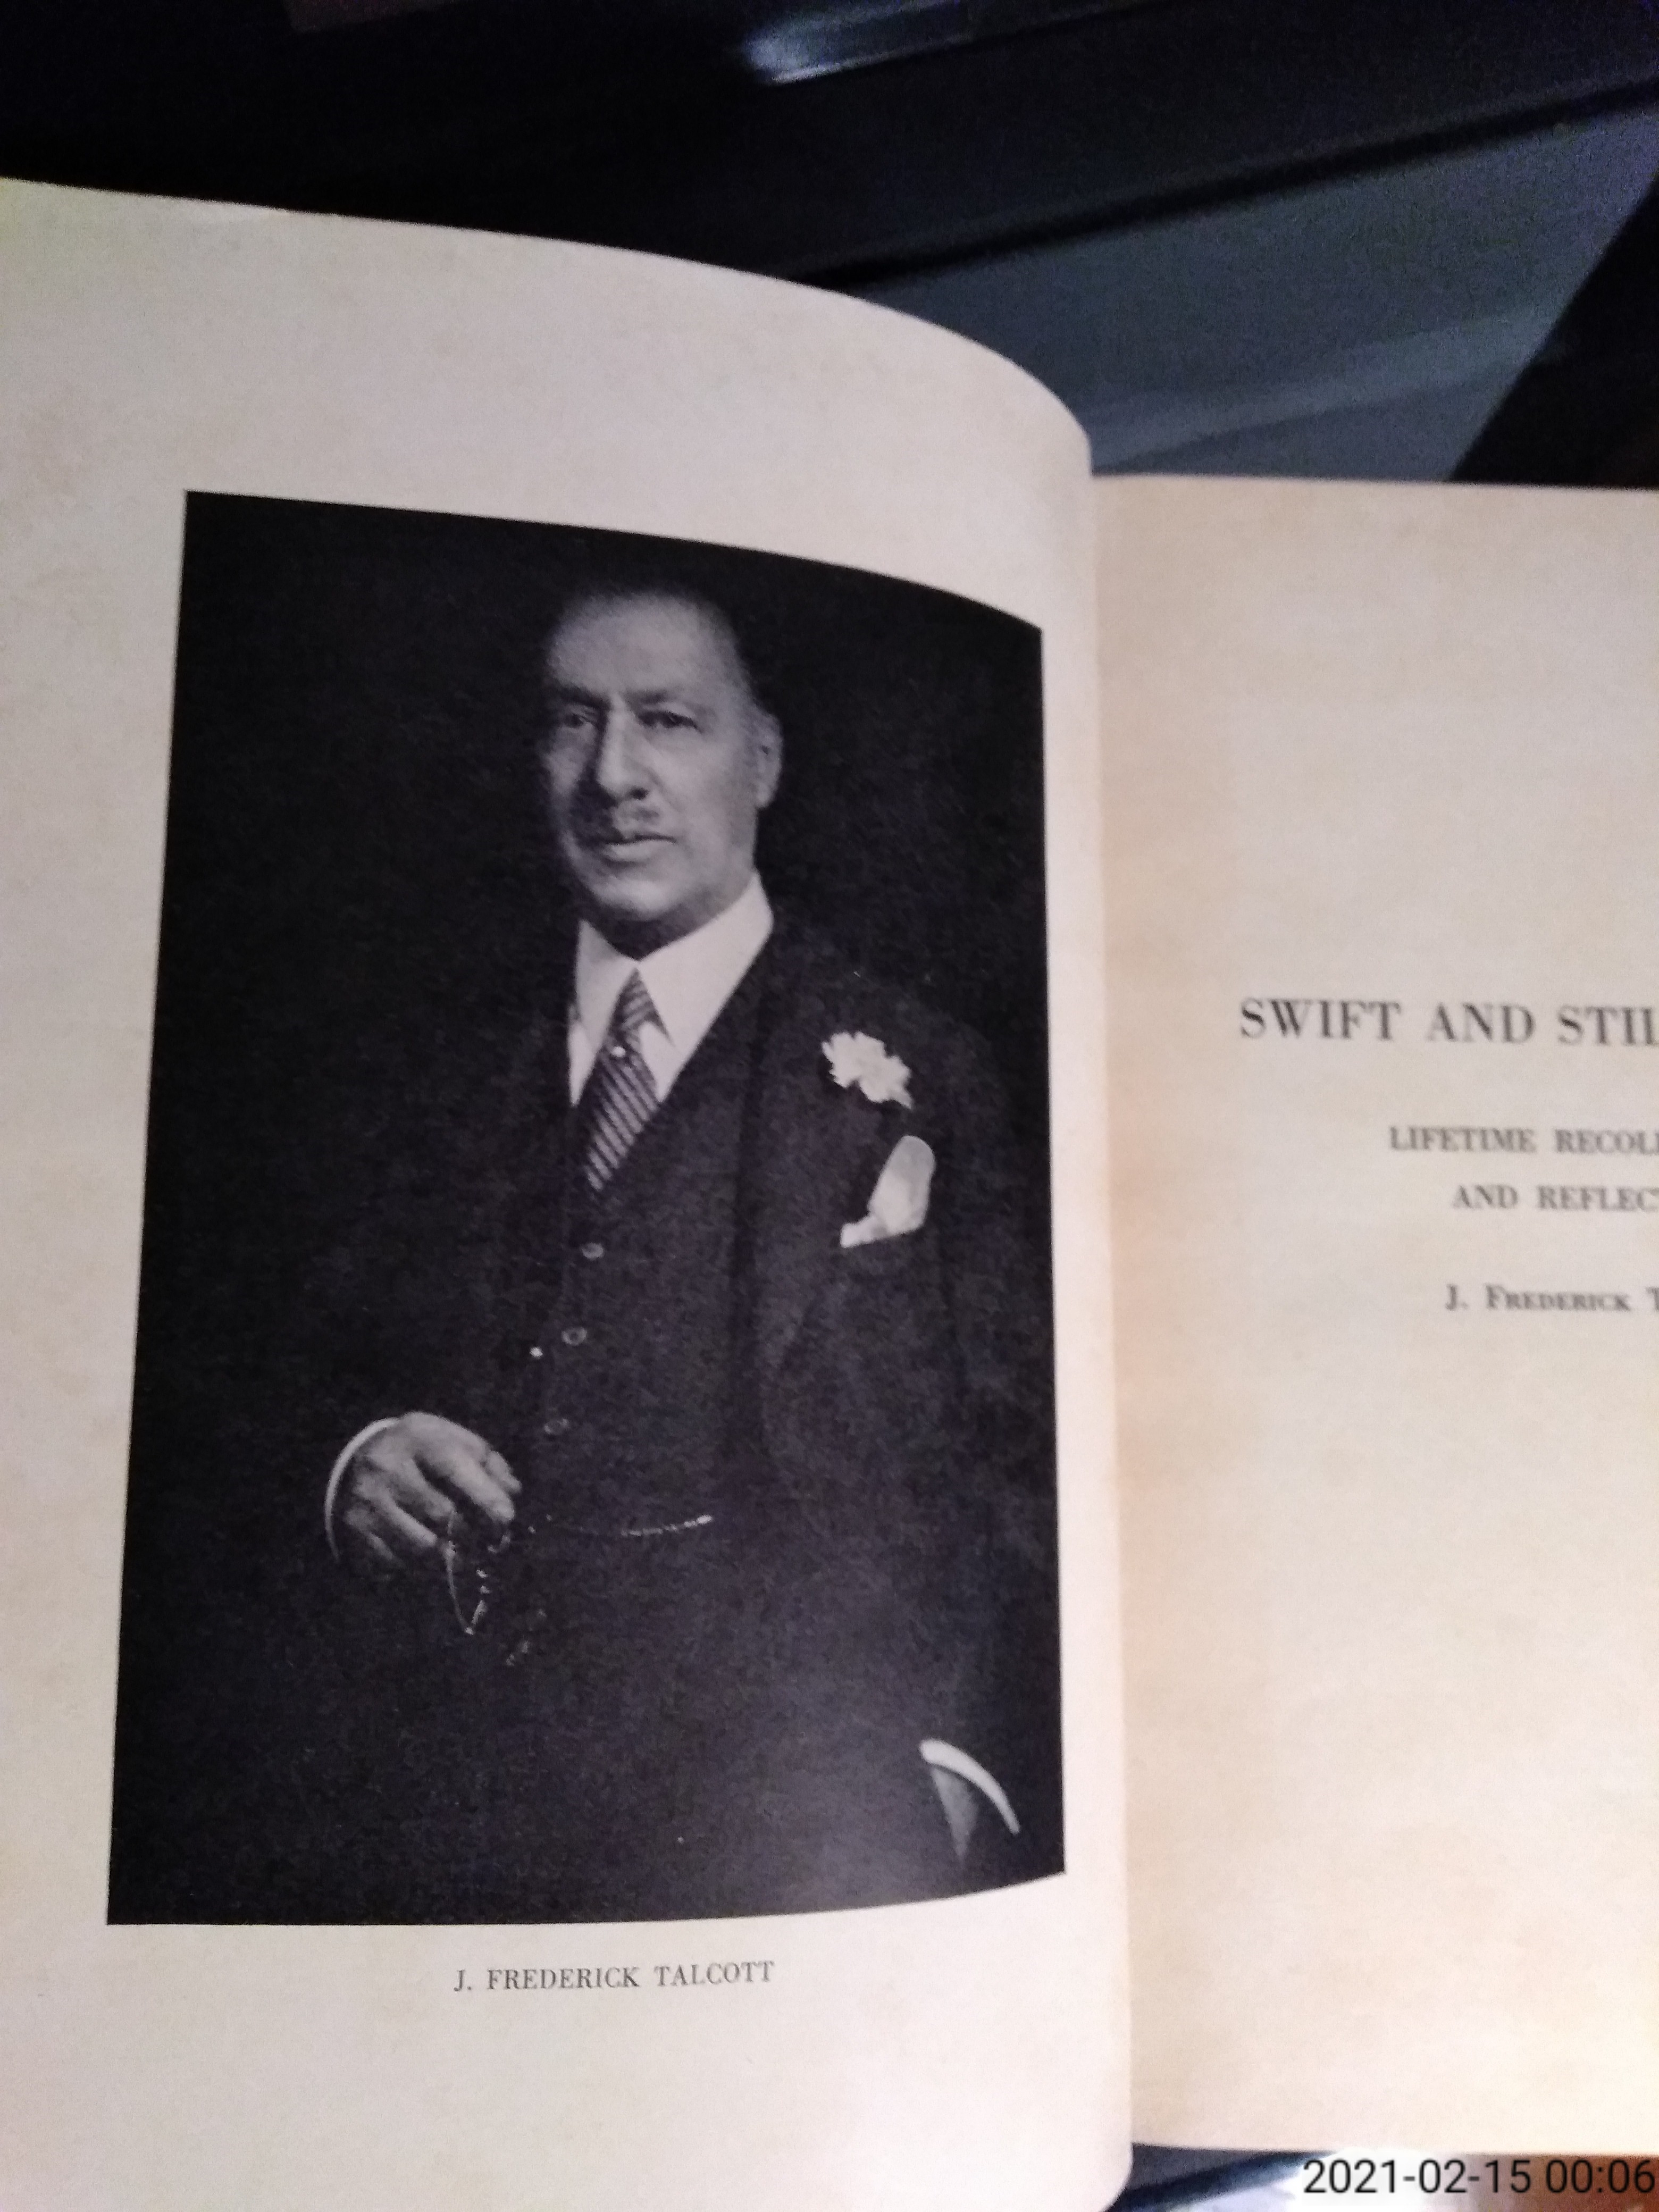 J. FREDERICK TALCOTT
SWIFT AND STIL
LIFETIME RECOL
AND REFLEC
J. FREDERICK T
2021-02-15 00:06